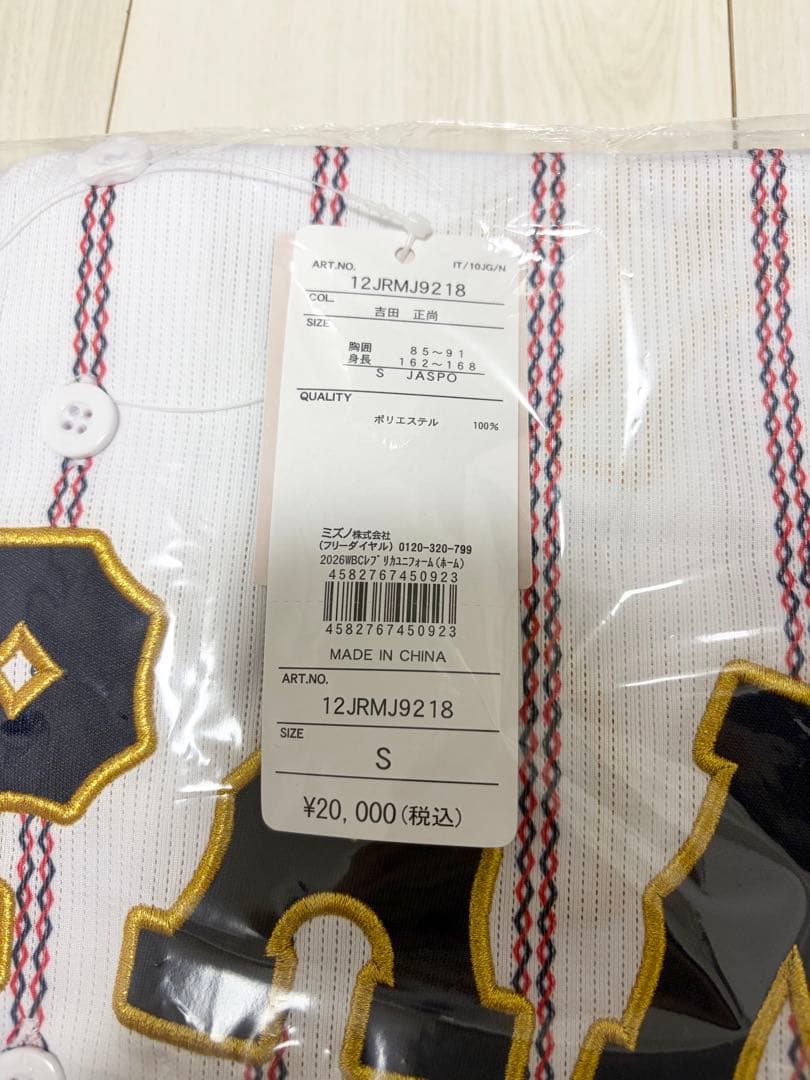 ART.NO.
IT/10JG/N
12JRMJ9218
COL.
吉田 正尚
SIZE
胸囲 85～91
身長 162～168
S JASPO
QUALITY
ポリエステル 100%
ミズノ株式会社
(フリーダイヤル) 0120-320-799
2026WBCﾚﾌﾟﾘｶﾕﾆﾌｫｰﾑ(ﾎｰﾑ)
4582767450923
4582767450923
MADE IN CHINA
ART.NO.
12JRMJ9218
SIZE
S
¥20,000(税込)